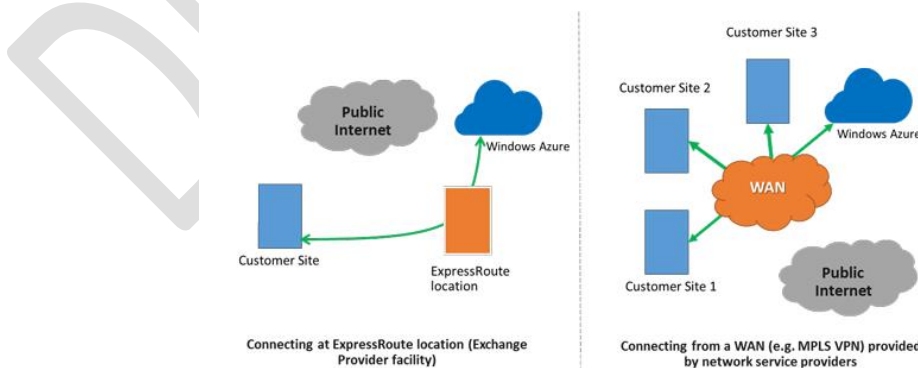 Public
Internet
Windows Azure
Customer Site
ExpressRoute
location
Connecting at ExpressRoute location (Exchange
Provider facility)
Customer Site 3
Customer Site 2
Windows Azure
WAN
Customer Site 1
Public
Internet
Connecting from a WAN (e.g. MPLS VPN) provided
by network service providers